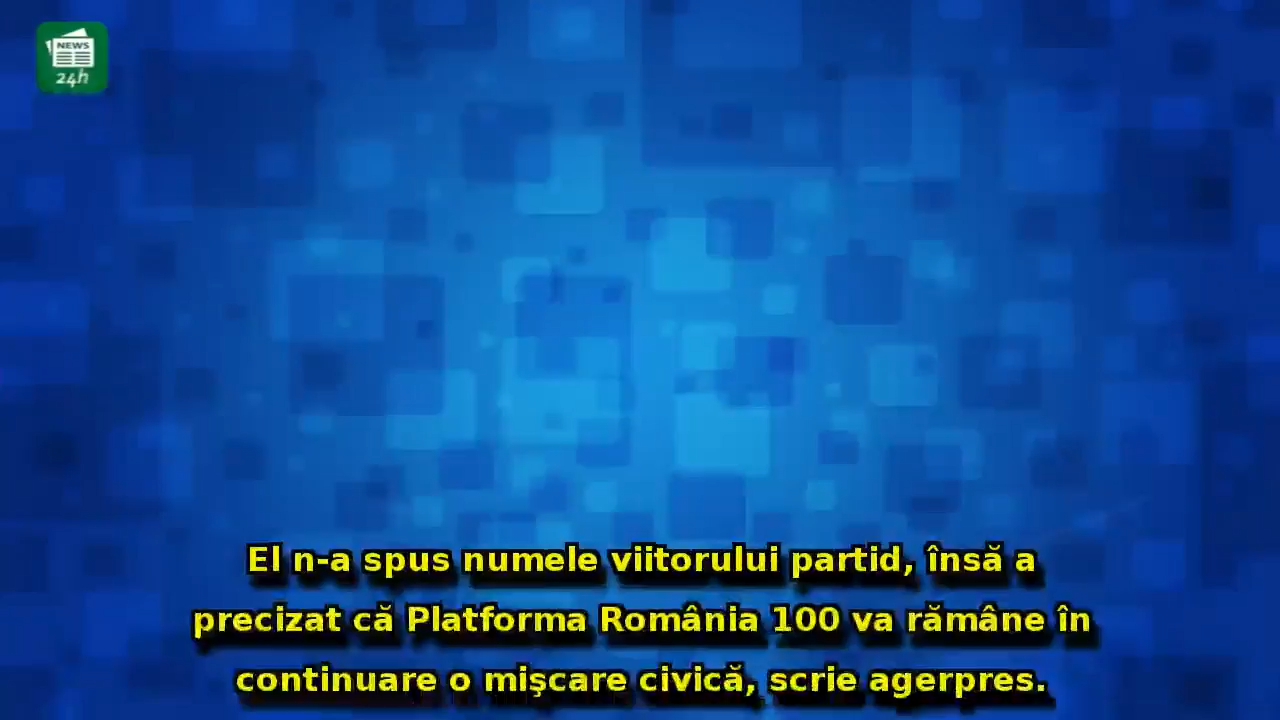 NEWS
24h
El n-a spus numele viitorului partid, însă a
precizat că Platforma România 100 va rămâne în
continuare o mişcare civică, scrie agerpres.